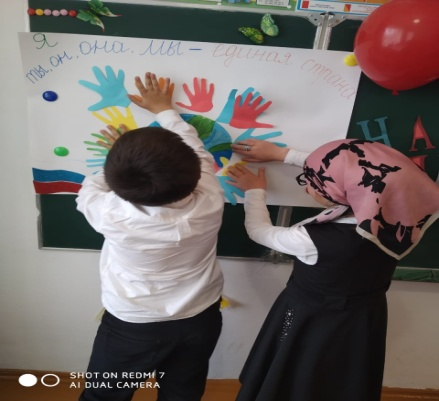 Я
ты, он, она. МЫ – единая страна
Н А
SHOT ON REDMI 7
AI DUAL CAMERA